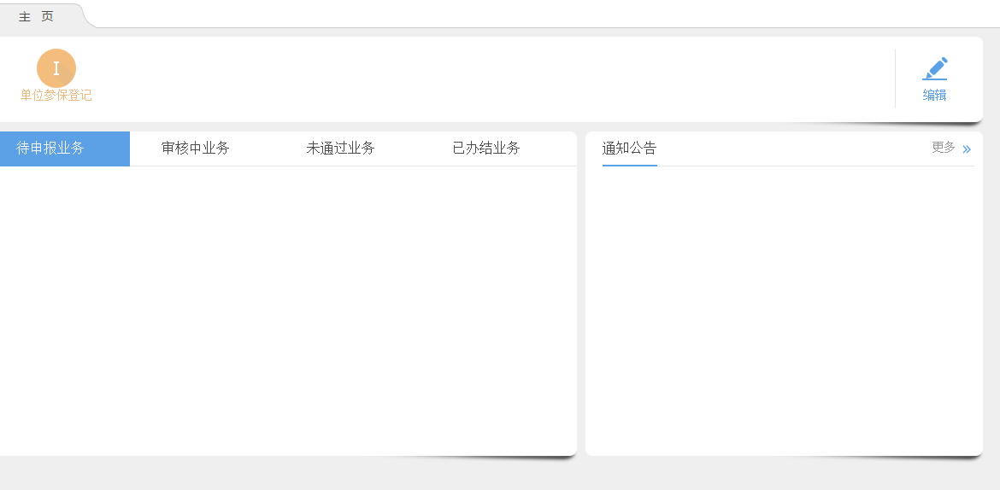 主 页
I
单位参保登记
编辑
待申报业务 审核中业务 未通过业务 已办结业务
通知公告 更多 »